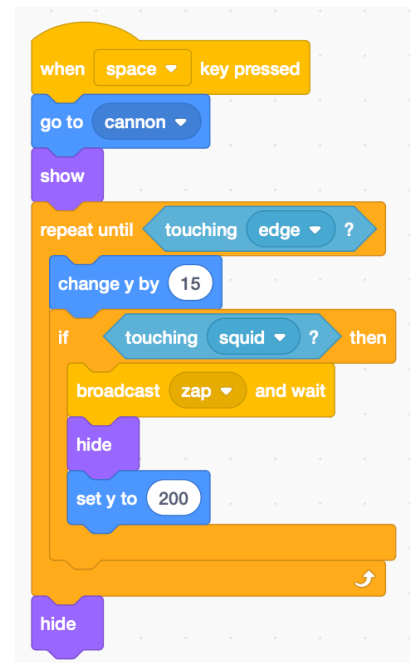 when space key pressed
go to cannon
show
repeat until touching edge ?
change y by 15
if touching squid ? then
broadcast zap and wait
hide
set y to 200
hide